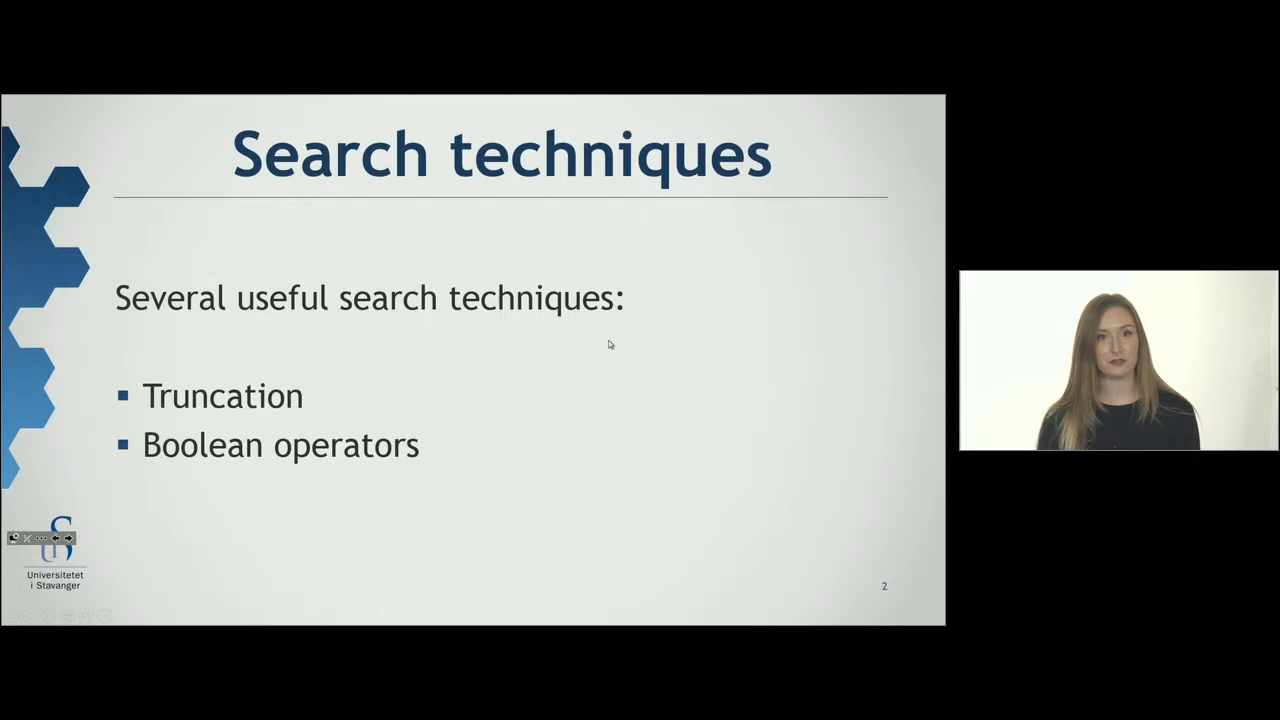 Search techniques
Several useful search techniques:
▪ Truncation
▪ Boolean operators
Universitetet
i Stavanger
2